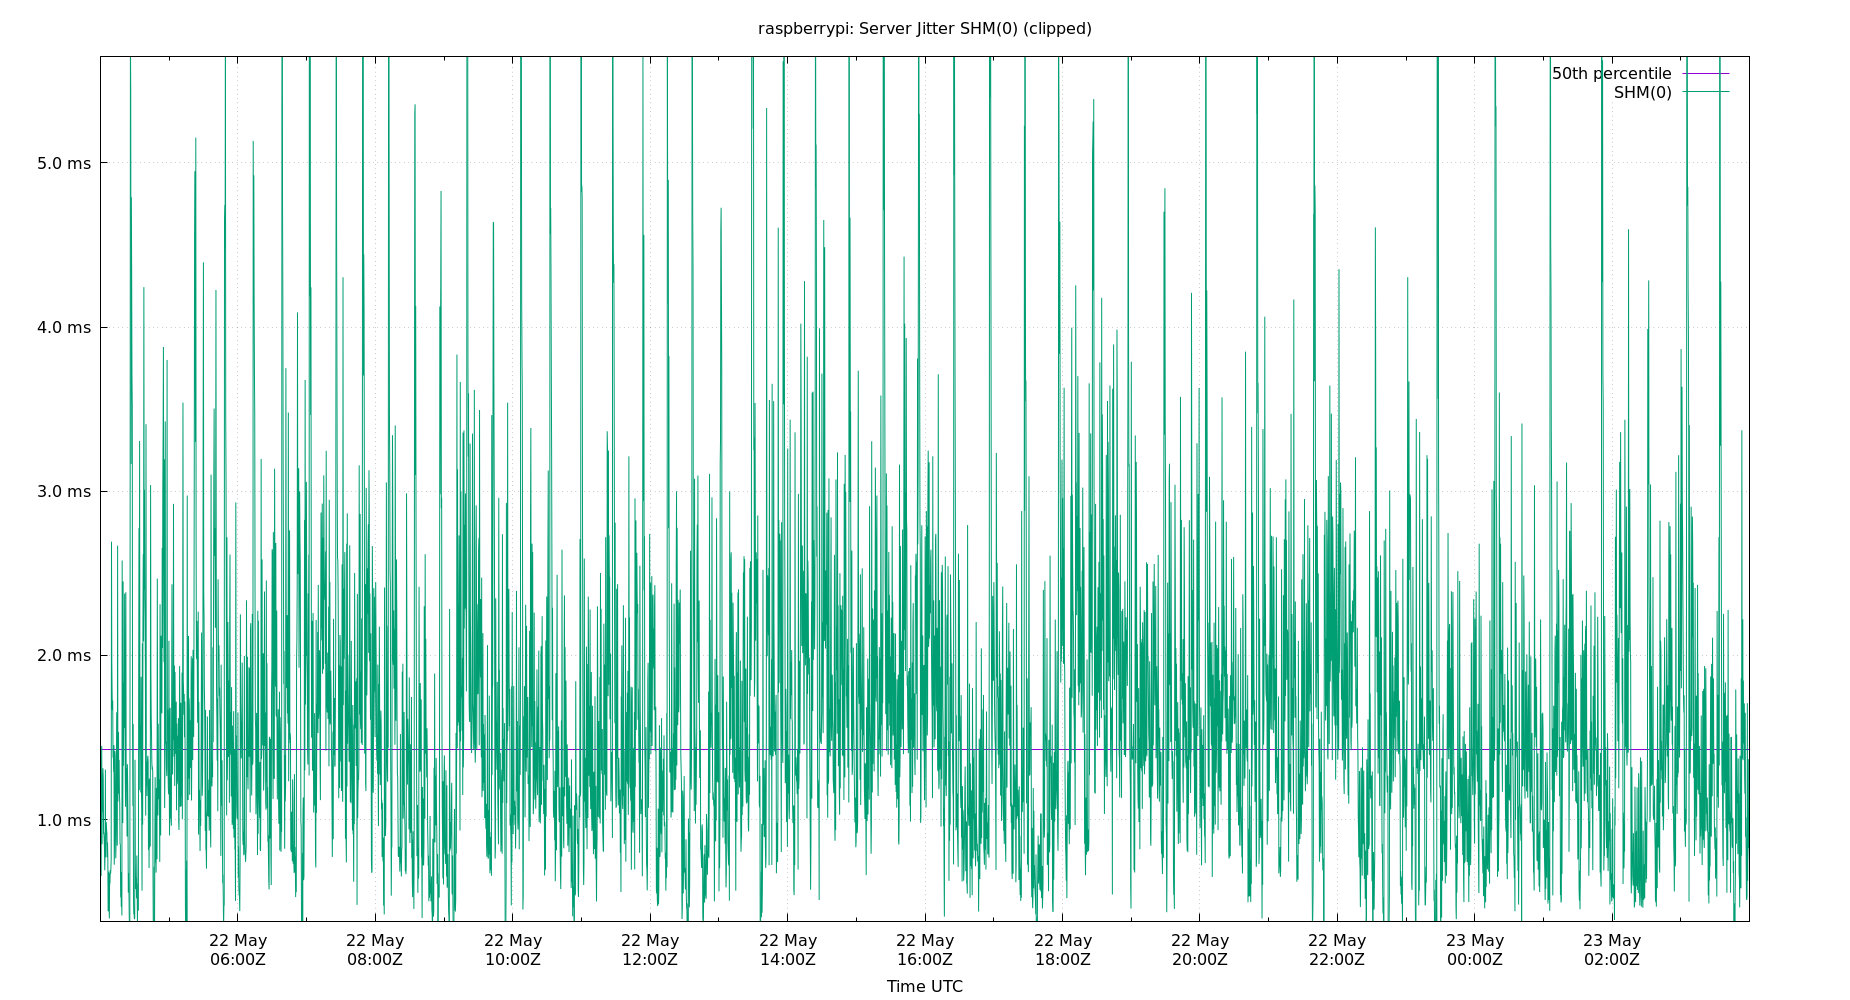 raspberrypi: Server Jitter SHM(0) (clipped)
50th percentile
SHM(0)
5.0 ms
4.0 ms
3.0 ms
2.0 ms
1.0 ms
22 May 22 May 22 May 22 May 22 May 22 May 22 May 22 May 22 May 23 May 23 May
06:00Z 08:00Z 10:00Z 12:00Z 14:00Z 16:00Z 18:00Z 20:00Z 22:00Z 00:00Z 02:00Z
Time UTC